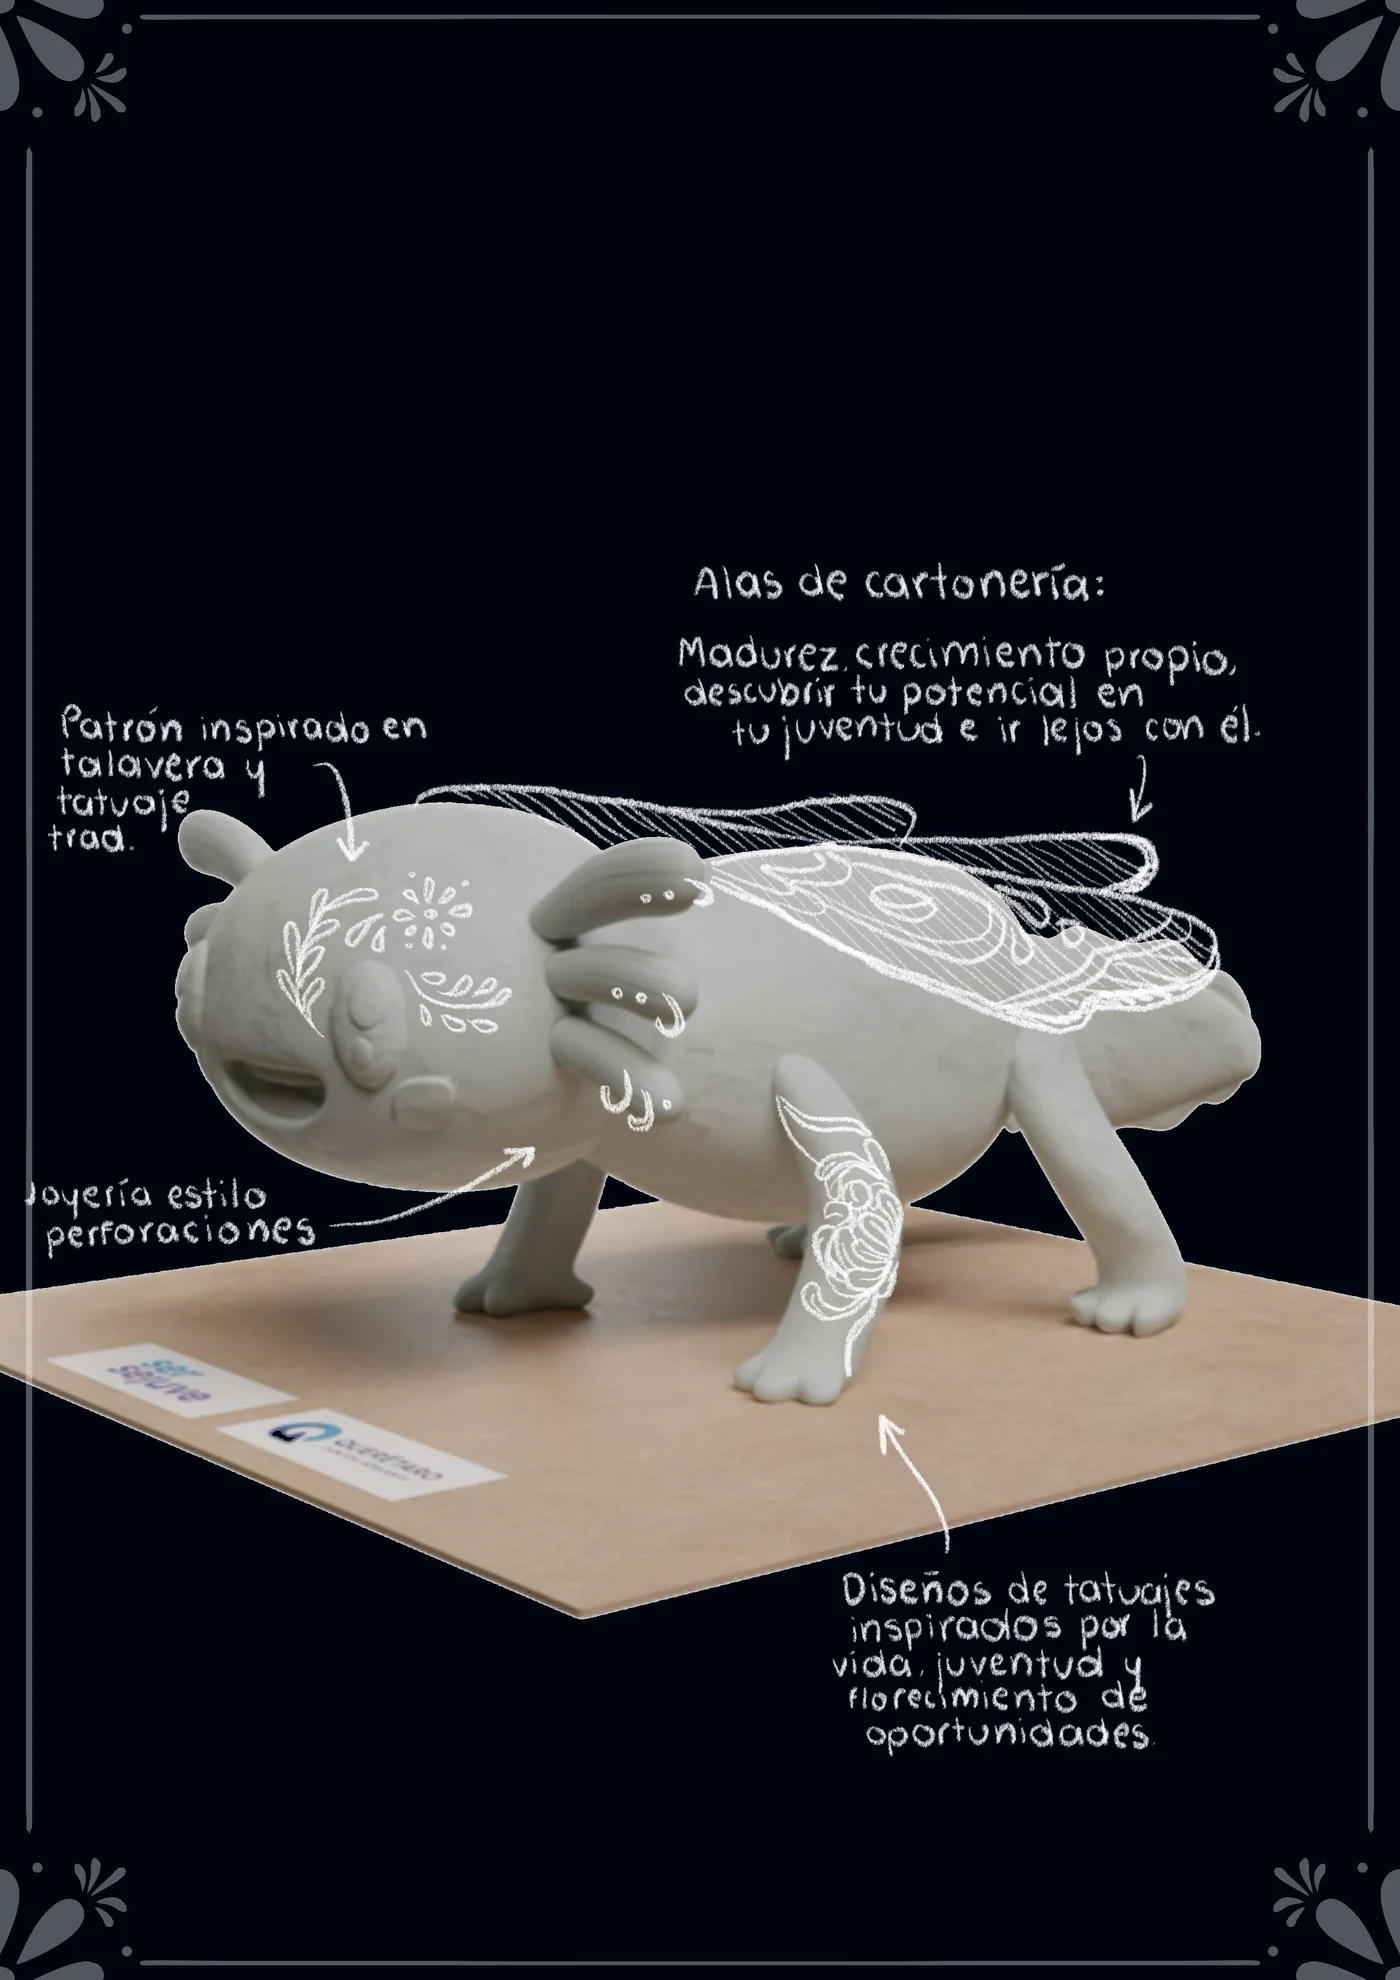 Alas de cartonería:
Madurez, crecimiento propio,
descubrir tu potencial en
tu juventud e ir lejos con él.
Patrón inspirado en
talavera y
tatuaje
trad.
Joyería estilo
perforaciones
QUERÉTARO
Diseños de tatuajes
inspirados por la
vida, juventud y
florecimiento de
oportunidades.